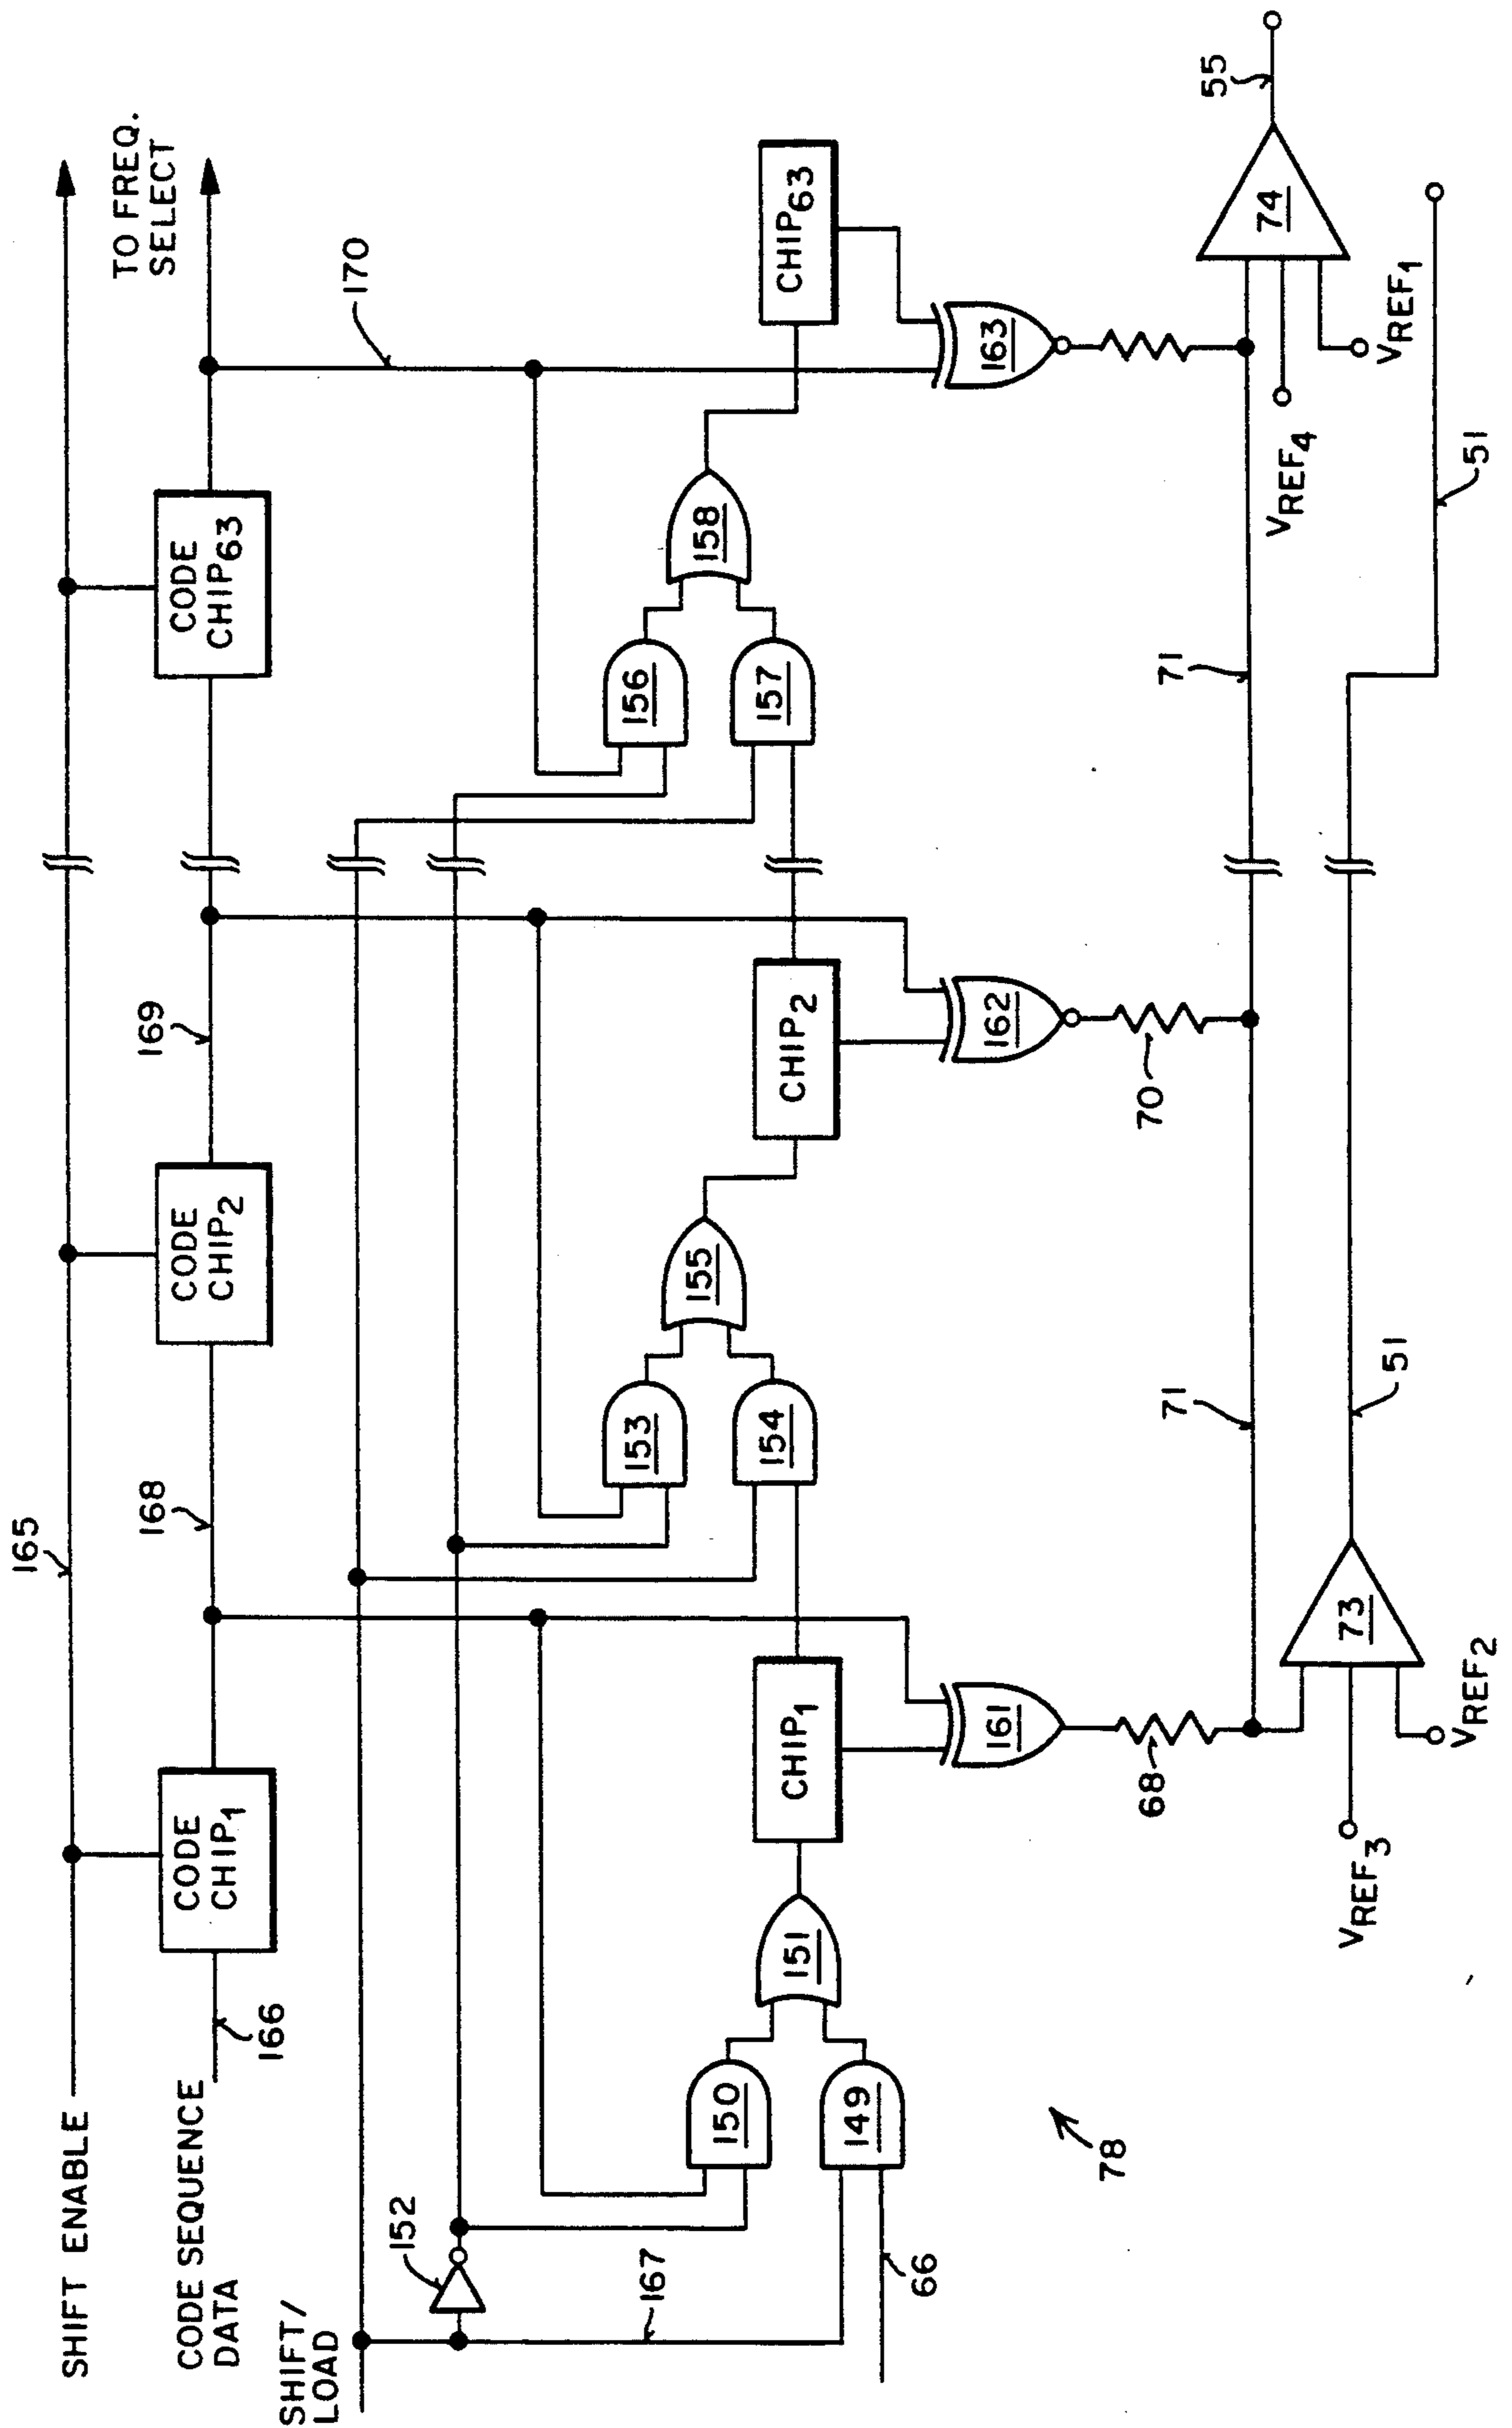 SHIFT ENABLE
165
TO FREQ.
SELECT
CODE SEQUENCE
DATA
166
CODE
CHIP1
168
CODE
CHIP2
169
CODE
CHIP63
170
SHIFT/
LOAD
152
167
66
150
149
151
153
154
155
156
157
158
CHIP1
CHIP2
CHIP63
161
162
163
68
70
78
71
71
73
74
VREF3
VREF2
VREF4
VREF1
51
51
55